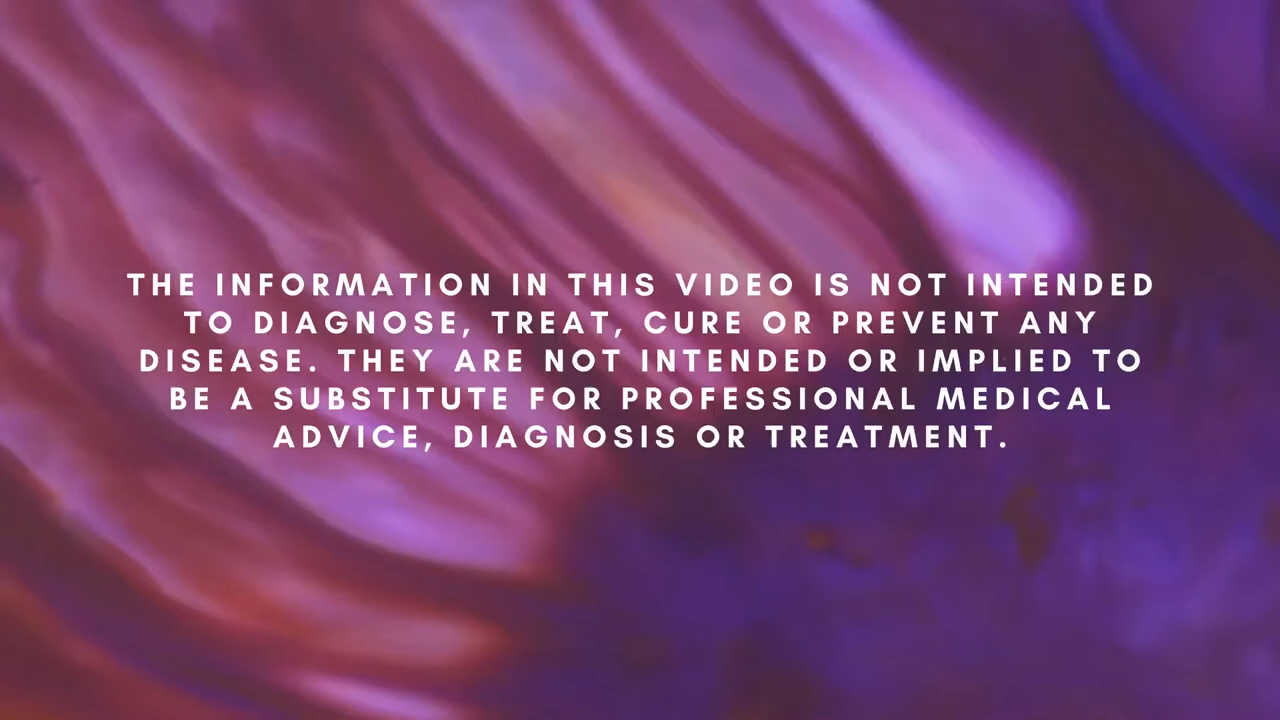 THE INFORMATION IN THIS VIDEO IS NOT INTENDED
TO DIAGNOSE, TREAT, CURE OR PREVENT ANY
DISEASE. THEY ARE NOT INTENDED OR IMPLIED TO
BE A SUBSTITUTE FOR PROFESSIONAL MEDICAL
ADVICE, DIAGNOSIS OR TREATMENT.